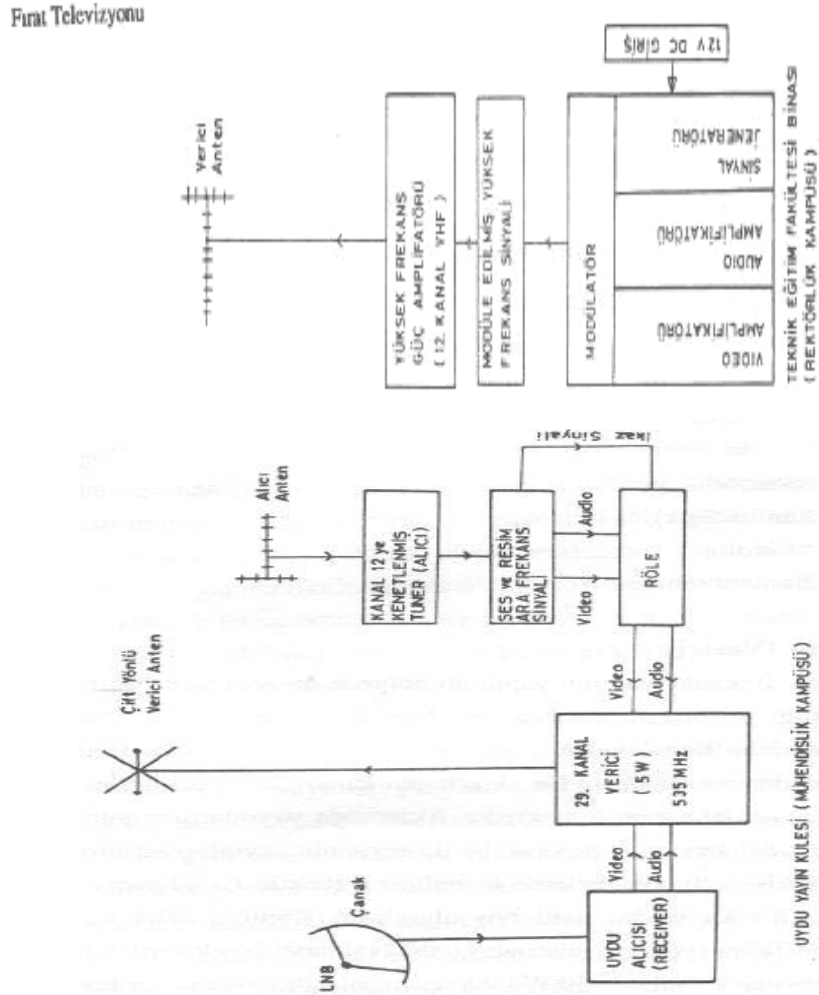 Fırat Televizyonu
Verici
Anten
YÜKSEK FREKANS
GÜÇ AMPLİFATÖRÜ
( 12. KANAL VHF )
MODÜLE EDİLMİŞ YÜKSEK
FREKANS SİNYALİ
MODÜLATÖR
VIDEO
AMPLIFIKATÖRÜ
AUDIO
AMPLIFIKATÖRÜ
SİNYAL
JENERATÖRÜ
12 V DC GİRİŞ
TEKNİK EĞİTİM FAKÜLTESİ BİNASI
( REKTÖRLÜK KAMPÜSÜ )
Alıcı
Anten
KANAL 12 ye
KENETLENMİŞ
TUNER (ALICI)
SES ve RESİM
ARA FREKANS
SİNYALİ
İkaz Sinyali
Video
Audio
RÖLE
Video
Audio
Çift Yönlü
Verici Anten
29. KANAL
VERİCİ
( 5 W )
535 MHz
Video
Audio
LNB
Çanak
UYDU
ALICISI
(RECEIVER)
UYDU YAYIN KULESİ ( MÜHENDİSLİK KAMPÜSÜ )